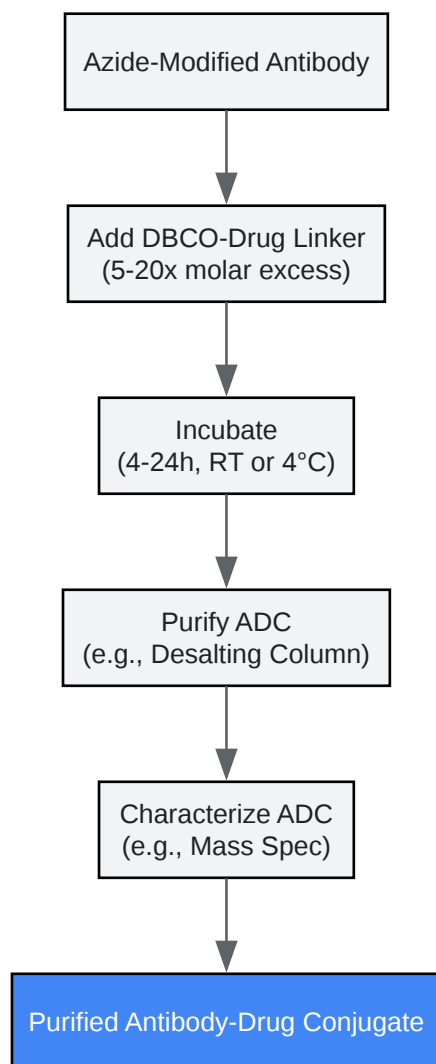 Azide-Modified Antibody
Add DBCO-Drug Linker
(5-20x molar excess)
Incubate
(4-24h, RT or 4°C)
Purify ADC
(e.g., Desalting Column)
Characterize ADC
(e.g., Mass Spec)
Purified Antibody-Drug Conjugate